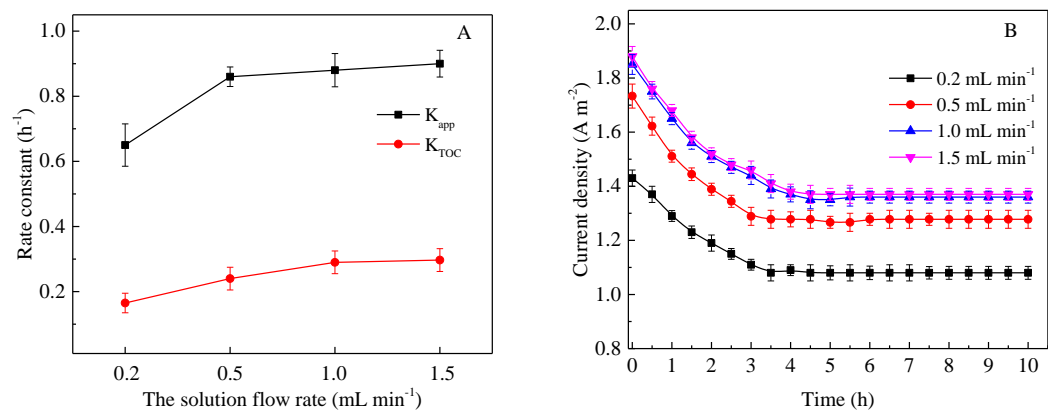 A
Rate constant (h⁻¹)
1.0
0.8
0.6
0.4
0.2
K_app
K_TOC
0.2 0.5 1.0 1.5
The solution flow rate (mL min⁻¹)
B
Current density (A m⁻²)
2.0
1.8
1.6
1.4
1.2
1.0
0.8
0.2 mL min⁻¹
0.5 mL min⁻¹
1.0 mL min⁻¹
1.5 mL min⁻¹
0 1 2 3 4 5 6 7 8 9 10
Time (h)